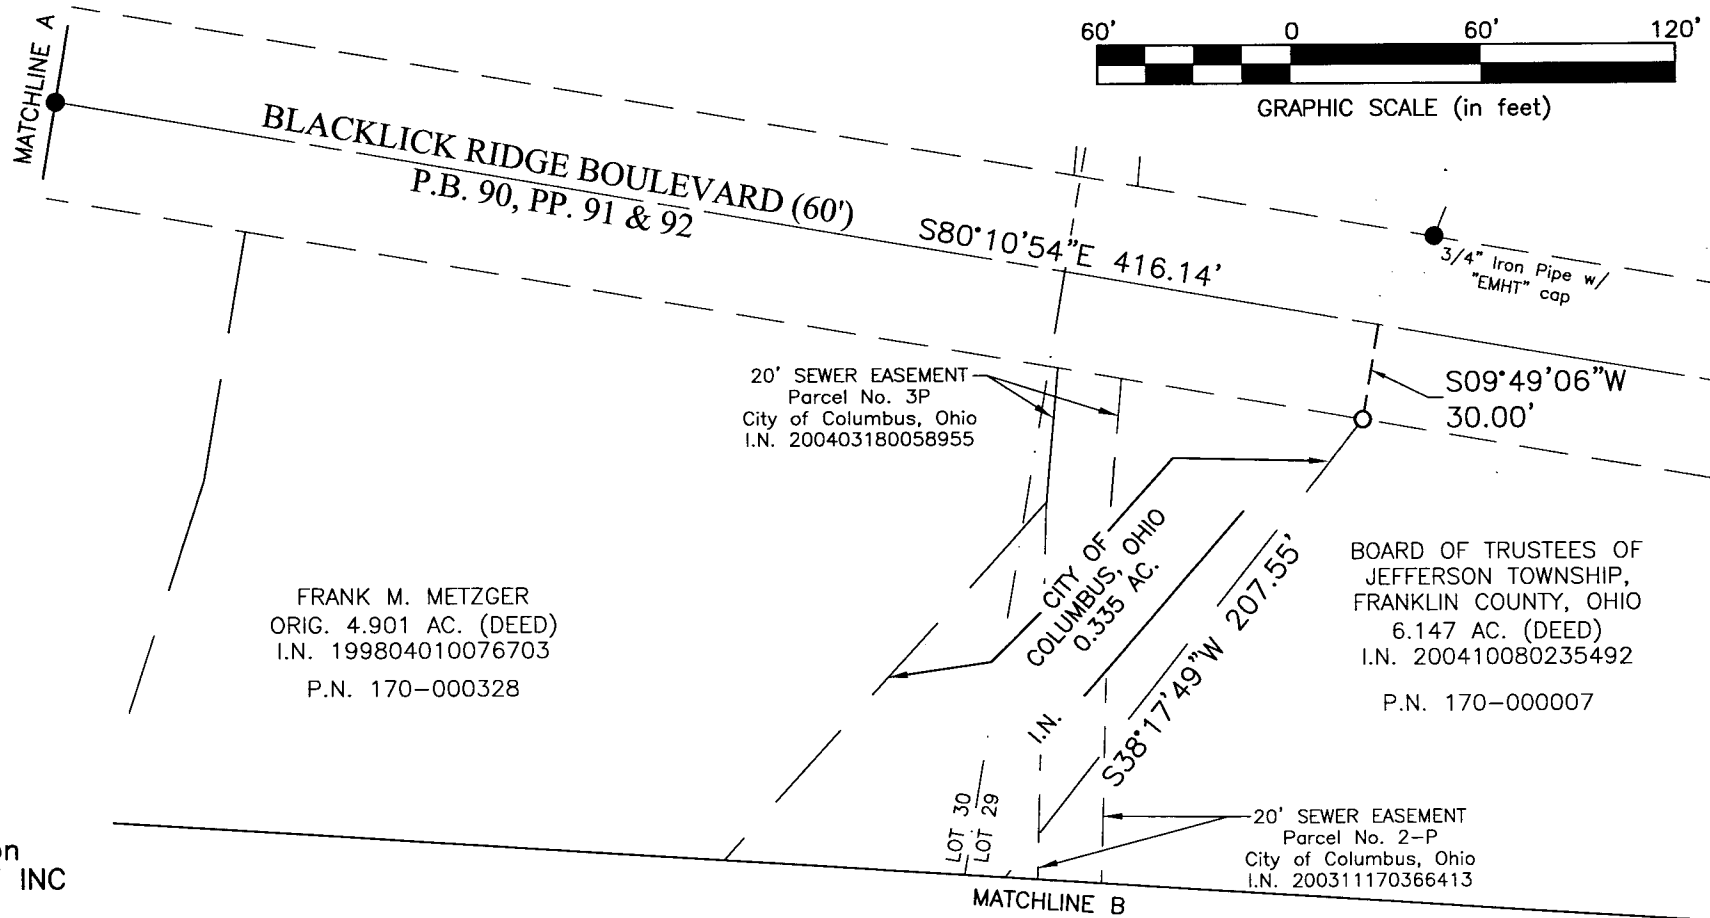 60' 0 60' 120'
GRAPHIC SCALE (in feet)
MATCHLINE A
BLACKLICK RIDGE BOULEVARD (60')
P.B. 90, PP. 91 & 92
S80°10'54"E 416.14'
3/4" Iron Pipe w/
"EMHT" cap
S09°49'06"W
30.00'
20' SEWER EASEMENT
Parcel No. 3P
City of Columbus, Ohio
I.N. 200403180058955
CITY OF
COLUMBUS, OHIO
0.335 AC.
I.N.
S38°17'49"W 207.55'
BOARD OF TRUSTEES OF
JEFFERSON TOWNSHIP,
FRANKLIN COUNTY, OHIO
6.147 AC. (DEED)
I.N. 200410080235492
P.N. 170-000007
FRANK M. METZGER
ORIG. 4.901 AC. (DEED)
I.N. 199804010076703
P.N. 170-000328
LOT 30
LOT 29
20' SEWER EASEMENT
Parcel No. 2-P
City of Columbus, Ohio
I.N. 200311170366413
MATCHLINE B
on
INC